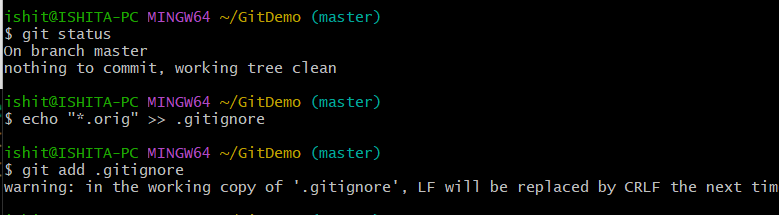 ishit@ISHITA-PC MINGW64 ~/GitDemo (master)
$ git status
On branch master
nothing to commit, working tree clean
ishit@ISHITA-PC MINGW64 ~/GitDemo (master)
$ echo "*.orig" >> .gitignore
ishit@ISHITA-PC MINGW64 ~/GitDemo (master)
$ git add .gitignore
warning: in the working copy of '.gitignore', LF will be replaced by CRLF the next tim